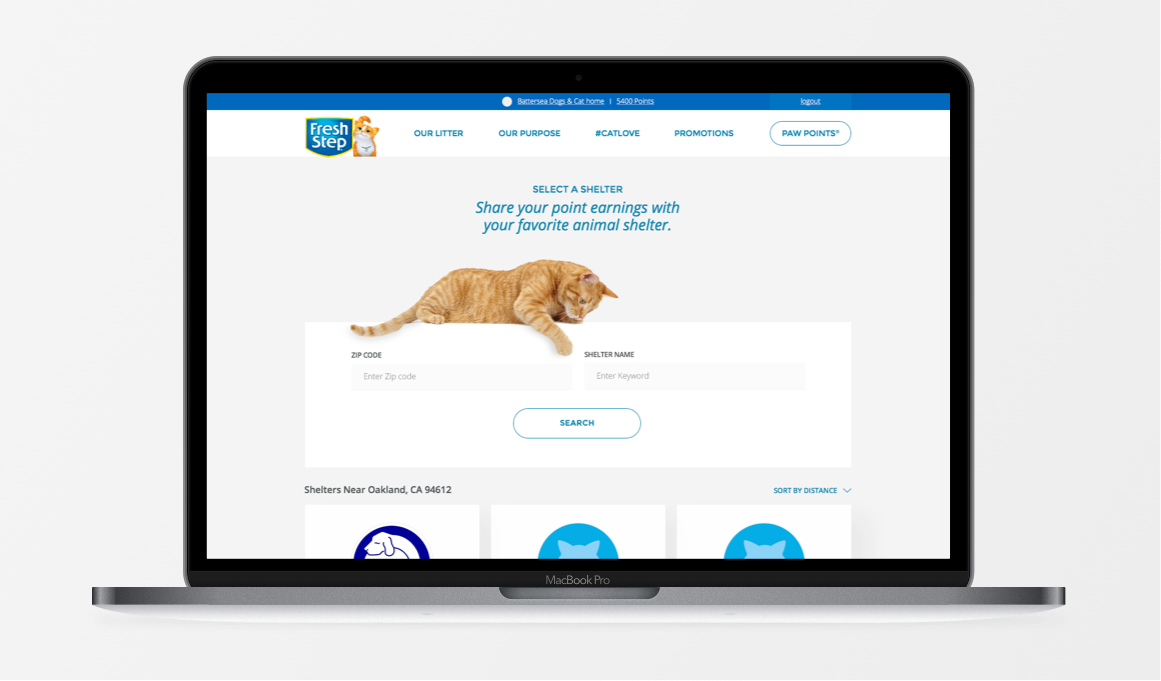 Battersea Dogs & Cat home | 5400 Points
logout
Fresh
Step
OUR LITTER
OUR PURPOSE
#CATLOVE
PROMOTIONS
PAW POINTS®
SELECT A SHELTER
Share your point earnings with
your favorite animal shelter.
ZIP CODE
SHELTER NAME
Enter Zip code
Enter Keyword
SEARCH
Shelters Near Oakland, CA 94612
SORT BY DISTANCE
MacBook Pro